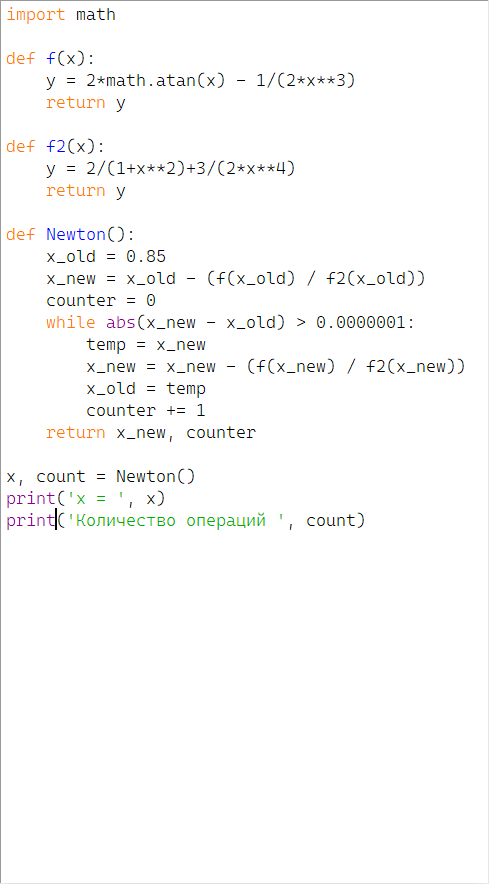 import math
def f(x):
    y = 2*math.atan(x) - 1/(2*x**3)
    return y
def f2(x):
    y = 2/(1+x**2)+3/(2*x**4)
    return y
def Newton():
    x_old = 0.85
    x_new = x_old - (f(x_old) / f2(x_old))
    counter = 0
    while abs(x_new - x_old) > 0.0000001:
        temp = x_new
        x_new = x_new - (f(x_new) / f2(x_new))
        x_old = temp
        counter += 1
    return x_new, counter
x, count = Newton()
print('x = ', x)
print('Количество операций ', count)